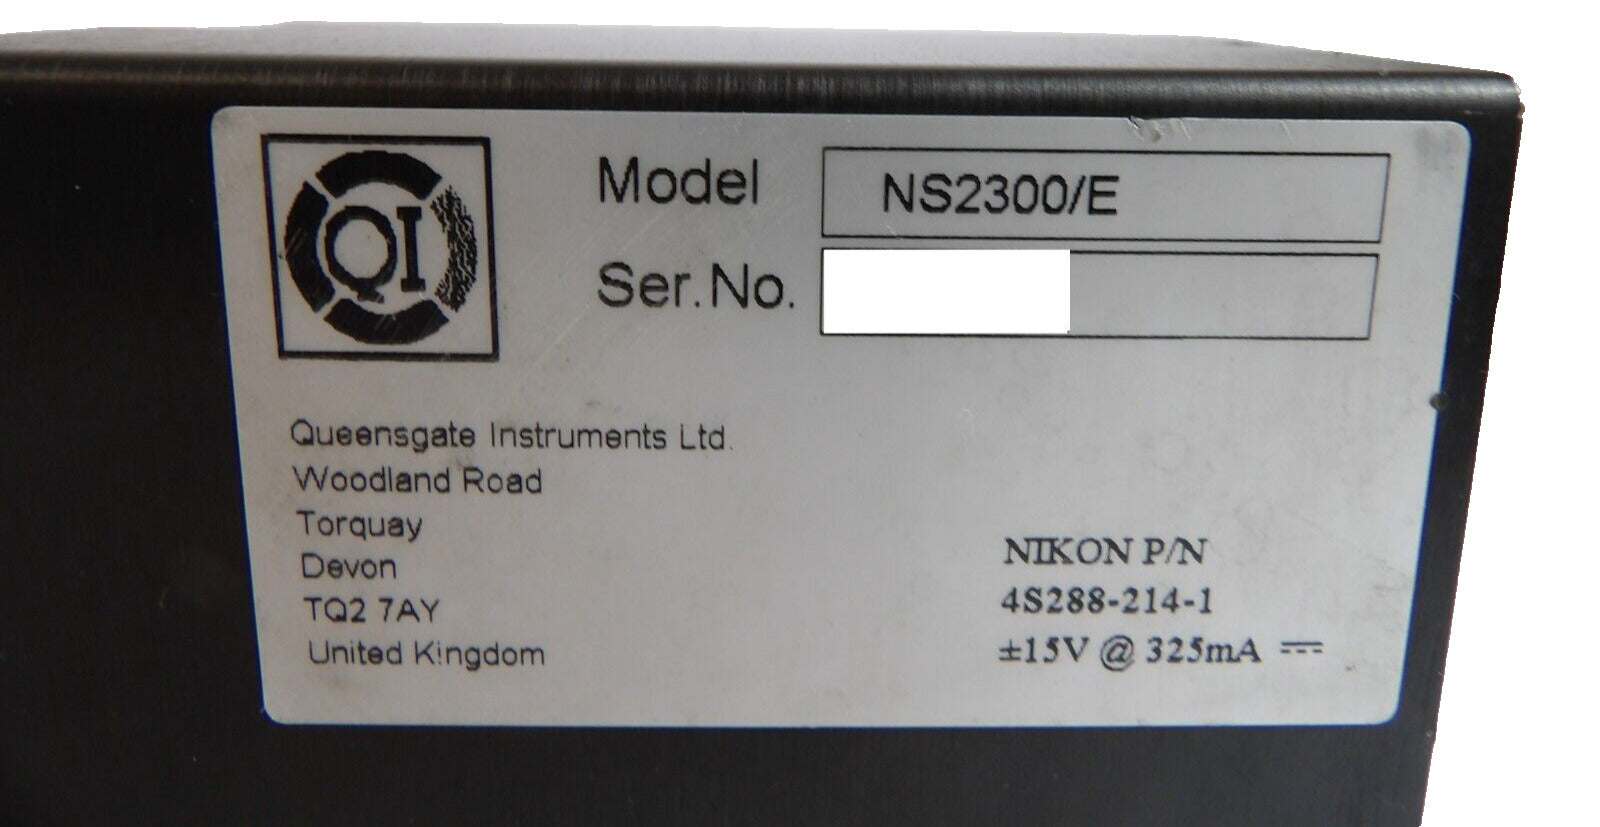 QI
Model NS2300/E
Ser.No.
Queensgate Instruments Ltd.
Woodland Road
Torquay
Devon
TQ2 7AY
United Kingdom
NIKON P/N
4S288-214-1
±15V @ 325mA ⎓